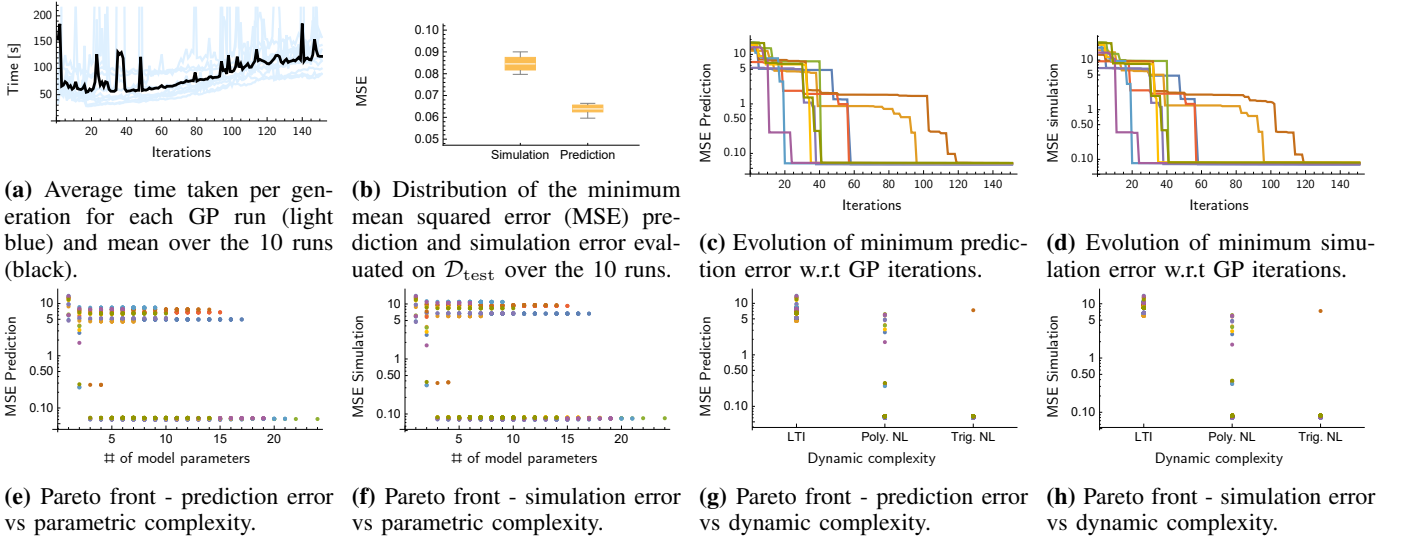 200
150
100
50
Time [s]
20 40 60 80 100 120 140
Iterations
(a) Average time taken per gen-
eration for each GP run (light
blue) and mean over the 10 runs
(black).
0.10
0.09
0.08
0.07
0.06
0.05
MSE
Simulation Prediction
(b) Distribution of the minimum
mean squared error (MSE) pre-
diction and simulation error eval-
uated on 𝒟test over the 10 runs.
10
5
1
0.50
0.10
MSE Prediction
20 40 60 80 100 120 140
Iterations
(c) Evolution of minimum predic-
tion error w.r.t GP iterations.
10
5
1
0.50
0.10
MSE simulation
20 40 60 80 100 120 140
Iterations
(d) Evolution of minimum simu-
lation error w.r.t GP iterations.
10
5
1
0.50
0.10
MSE Prediction
5 10 15 20
# of model parameters
(e) Pareto front - prediction error
vs parametric complexity.
10
5
1
0.50
0.10
MSE Simulation
5 10 15 20
# of model parameters
(f) Pareto front - simulation error
vs parametric complexity.
10
5
1
0.50
0.10
MSE Prediction
LTI Poly. NL Trig. NL
Dynamic complexity
(g) Pareto front - prediction error
vs dynamic complexity.
10
5
1
0.50
0.10
MSE Simulation
LTI Poly. NL Trig. NL
Dynamic complexity
(h) Pareto front - simulation error
vs dynamic complexity.